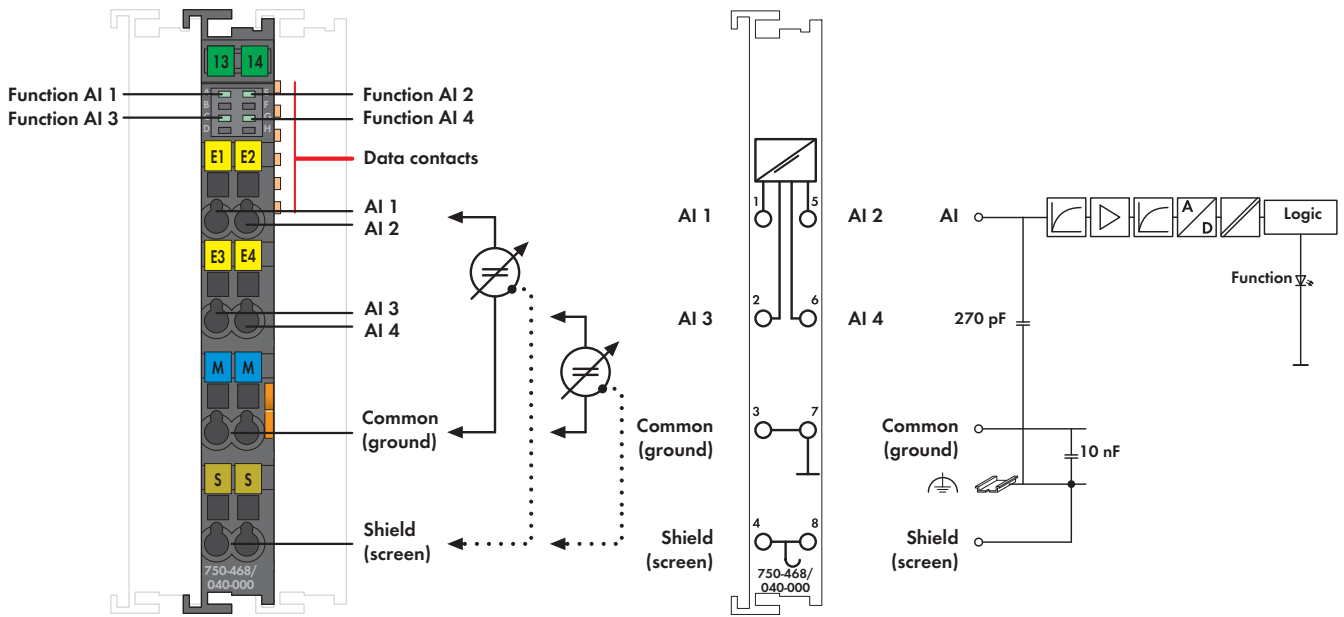 13 14
Function AI 1
Function AI 3
A E
B F
C G
D H
Function AI 2
Function AI 4
Data contacts
E1 E2
AI 1
AI 2
E3 E4
AI 3
AI 4
M M
Common
(ground)
S S
Shield
(screen)
750-468/
040-000
1 5
AI 1 AI 2
2 6
AI 3 AI 4
3 7
Common
(ground)
4 8
Shield
(screen)
750-468/
040-000
AI
A
D
Logic
Function
270 pF
Common
(ground)
10 nF
Shield
(screen)